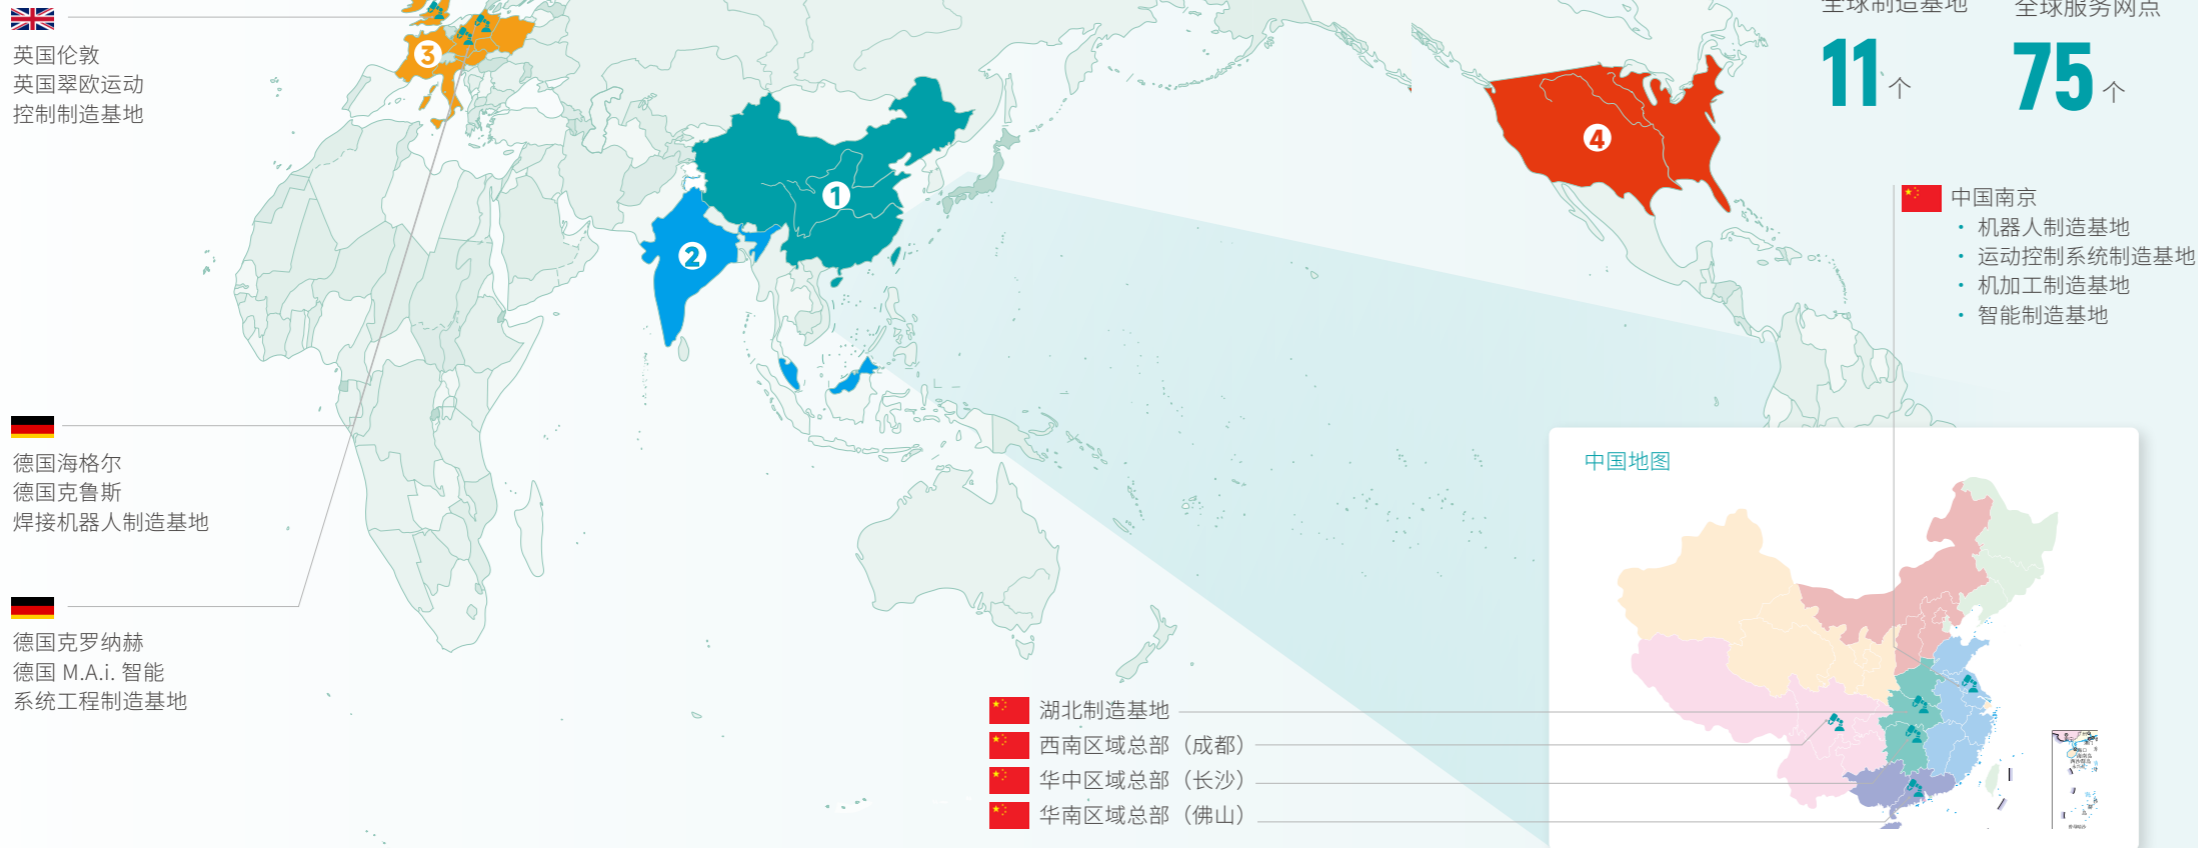 全球制造基地
全球服务网点
11 个
75 个
英国伦敦
英国翠欧运动
控制制造基地
3
1
2
4
中国南京
· 机器人制造基地
· 运动控制系统制造基地
· 机加工制造基地
· 智能制造基地
德国海格尔
德国克鲁斯
焊接机器人制造基地
德国克罗纳赫
德国 M.A.i. 智能
系统工程制造基地
中国地图
湖北制造基地
西南区域总部（成都）
华中区域总部（长沙）
华南区域总部（佛山）